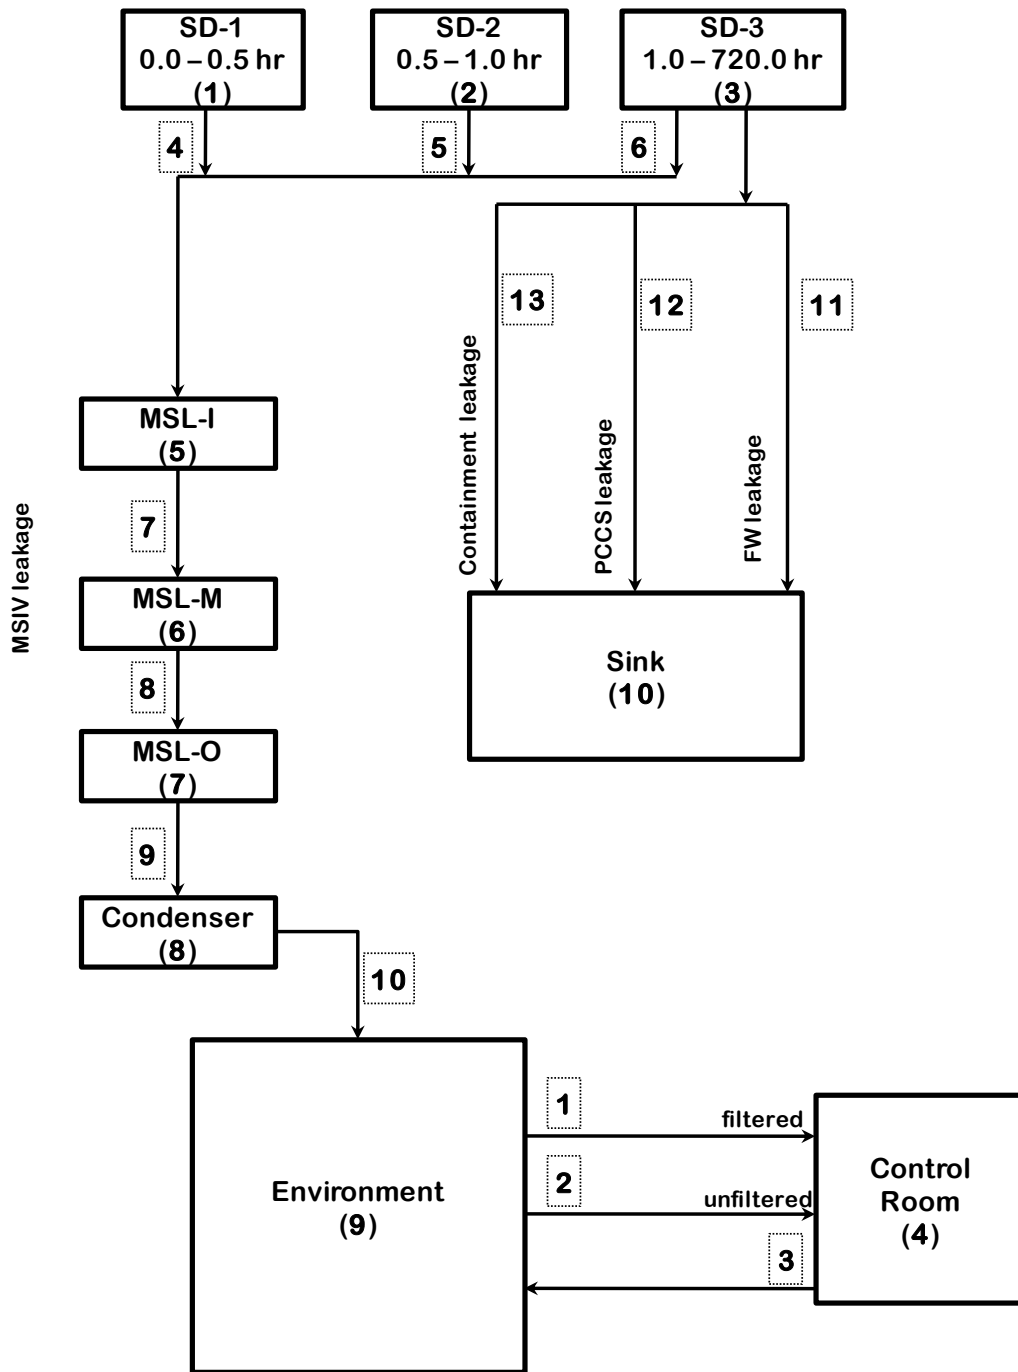 SD-1
0.0 – 0.5 hr
(1)
SD-2
0.5 – 1.0 hr
(2)
SD-3
1.0 – 720.0 hr
(3)
4
5
6
13
12
11
Containment leakage
PCCS leakage
FW leakage
MSL-I
(5)
7
MSIV leakage
MSL-M
(6)
8
MSL-O
(7)
9
Sink
(10)
Condenser
(8)
10
Environment
(9)
1
filtered
2
unfiltered
3
Control
Room
(4)